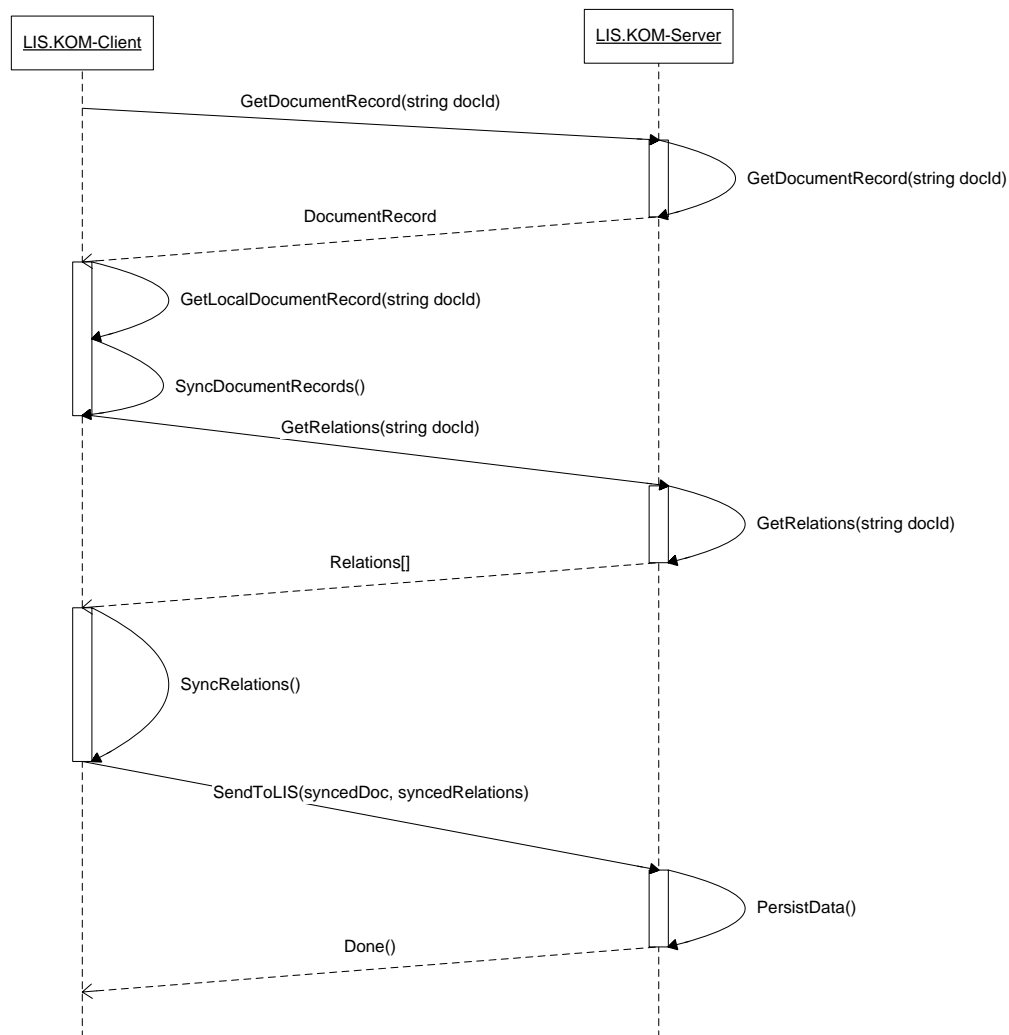 LIS.KOM-Client
LIS.KOM-Server
GetDocumentRecord(string docId)
GetDocumentRecord(string docId)
DocumentRecord
GetLocalDocumentRecord(string docId)
SyncDocumentRecords()
GetRelations(string docId)
GetRelations(string docId)
Relations[]
SyncRelations()
SendToLIS(syncedDoc, syncedRelations)
PersistData()
Done()